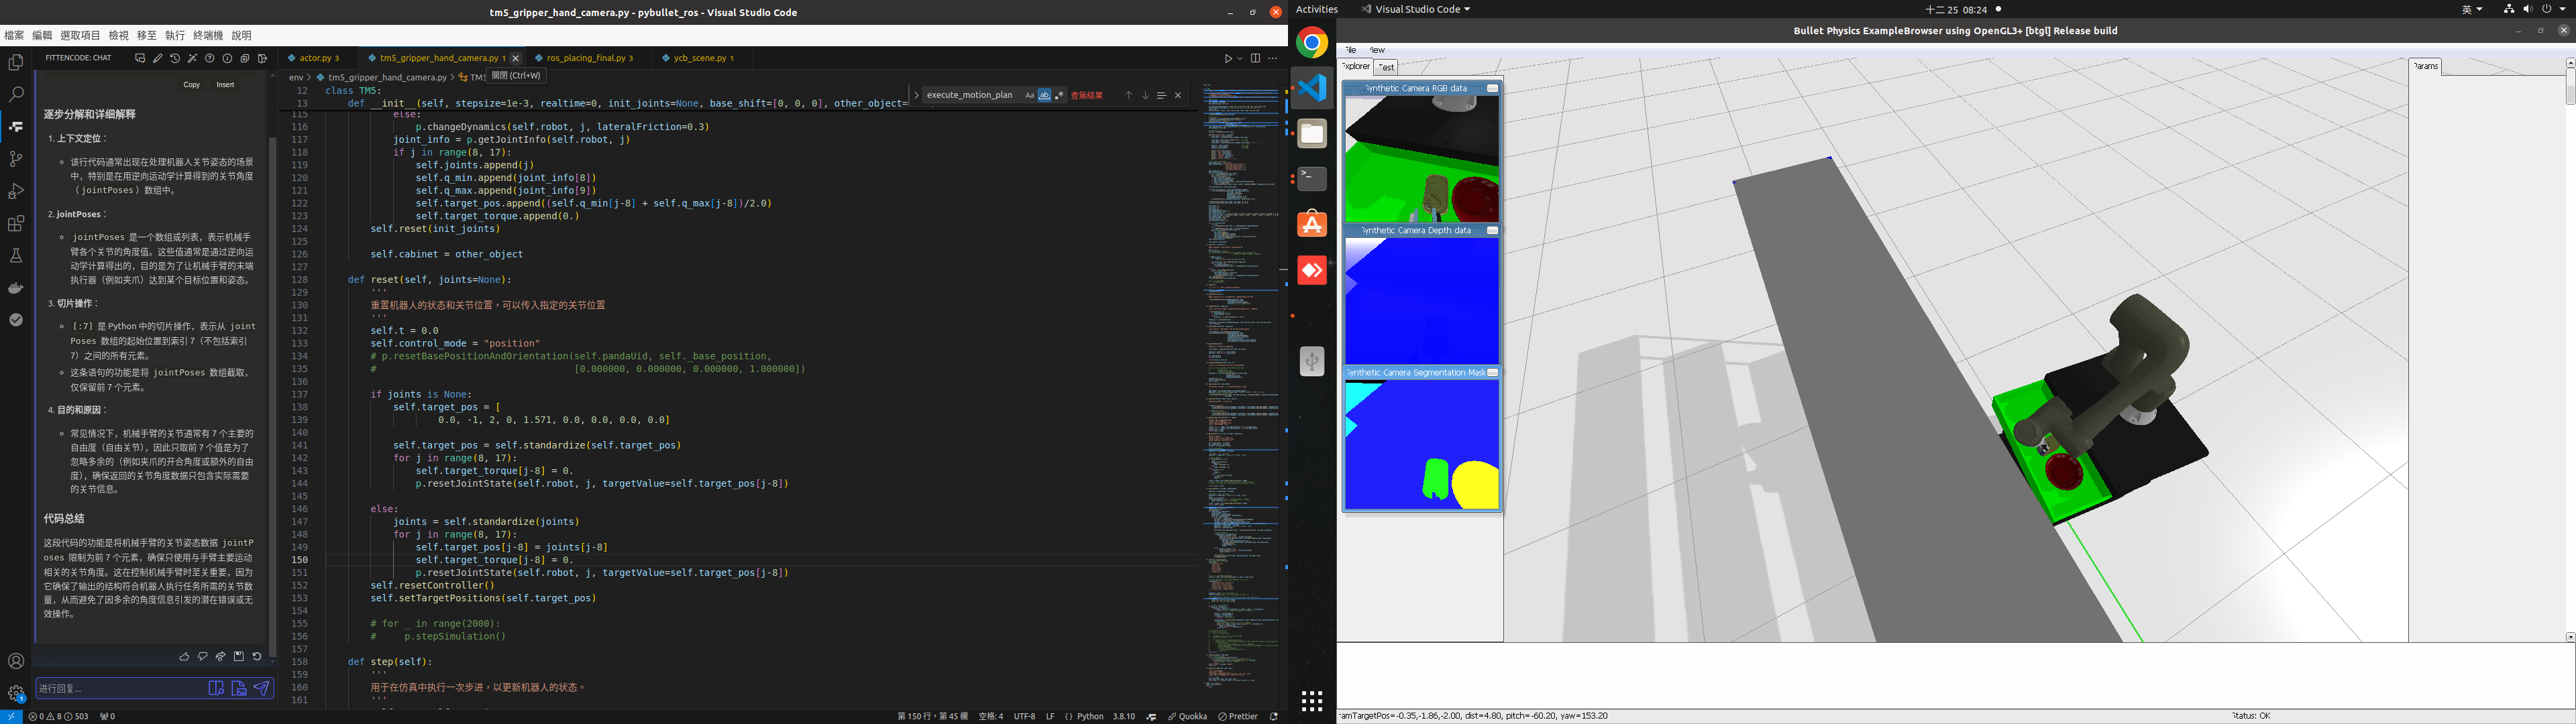 tm5_gripper_hand_camera.py - pybullet_ros - Visual Studio Code
檔案 編輯 選取項目 檢視 移至 執行 終端機 說明
FITTENCODE: CHAT
Copy Insert
逐步分解和详细解释
1. 上下文定位：
该行代码通常出现在处理机器人关节姿态的场景
中，特别是在用逆向运动学计算得到的关节角度
（jointPoses）数组中。
2. jointPoses：
jointPoses 是一个数组或列表，表示机械手
臂各个关节的角度值。这些值通常是通过逆向运
动学计算得出的，目的是为了让机械手臂的末端
执行器（例如夹爪）达到某个目标位置和姿态。
3. 切片操作：
[:7] 是 Python 中的切片操作，表示从 joint
Poses 数组的起始位置到索引 7（不包括索引
7）之间的所有元素。
这条语句的功能是将 jointPoses 数组截取，
仅保留前 7 个元素。
4. 目的和原因：
常见情况下，机械手臂的关节通常有 7 个主要的
自由度（自由关节），因此只取前 7 个值是为了
忽略多余的（例如夹爪的开合角度或额外的自由
度），确保返回的关节角度数据只包含实际需要
的关节信息。
代码总结
这段代码的功能是将机械手臂的关节姿态数据 jointP
oses 限制为前 7 个元素，确保只使用与手臂主要运动
相关的关节角度。这在控制机械手臂时至关重要，因为
它确保了输出的结构符合机器人执行任务所需的关节数
量，从而避免了因多余的角度信息引发的潜在错误或无
效操作。
进行回复...
actor.py 3 tm5_gripper_hand_camera.py 1 ros_placing_final.py 3 ycb_scene.py 1
env > tm5_gripper_hand_camera.py > TM5
關閉 (Ctrl+W)
execute_motion_plan Aa ab 查無結果
12 class TM5:
13 def __init__(self, stepsize=1e-3, realtime=0, init_joints=None, base_shift=[0, 0, 0], other_object=
115 else:
116 p.changeDynamics(self.robot, j, lateralFriction=0.3)
117 joint_info = p.getJointInfo(self.robot, j)
118 if j in range(8, 17):
119 self.joints.append(j)
120 self.q_min.append(joint_info[8])
121 self.q_max.append(joint_info[9])
122 self.target_pos.append((self.q_min[j-8] + self.q_max[j-8])/2.0)
123 self.target_torque.append(0.)
124 self.reset(init_joints)
125
126 self.cabinet = other_object
127
128 def reset(self, joints=None):
129 '''
130 重置机器人的状态和关节位置，可以传入指定的关节位置
131 '''
132 self.t = 0.0
133 self.control_mode = "position"
134 # p.resetBasePositionAndOrientation(self.pandaUid, self._base_position,
135 # [0.000000, 0.000000, 0.000000, 1.000000])
136
137 if joints is None:
138 self.target_pos = [
139 0.0, -1, 2, 0, 1.571, 0.0, 0.0, 0.0, 0.0]
140
141 self.target_pos = self.standardize(self.target_pos)
142 for j in range(8, 17):
143 self.target_torque[j-8] = 0.
144 p.resetJointState(self.robot, j, targetValue=self.target_pos[j-8])
145
146 else:
147 joints = self.standardize(joints)
148 for j in range(8, 17):
149 self.target_pos[j-8] = joints[j-8]
150 self.target_torque[j-8] = 0.
151 p.resetJointState(self.robot, j, targetValue=self.target_pos[j-8])
152 self.resetController()
153 self.setTargetPositions(self.target_pos)
154
155 # for _ in range(2000):
156 # p.stepSimulation()
157
158 def step(self):
159 '''
160 用于在仿真中执行一次步进，以更新机器人的状态。
161 '''
0 8 503 0
第 150 行，第 45 欄 空格: 4 UTF-8 LF Python 3.8.10 Quokka Prettier
Activities Visual Studio Code 十二 25 08:24 英
Bullet Physics ExampleBrowser using OpenGL3+ [btgl] Release build
File View
Explorer Test Params
Synthetic Camera RGB data
Synthetic Camera Depth data
Synthetic Camera Segmentation Mask
amTargetPos=-0.35,-1.86,-2.00, dist=4.80, pitch=-60.20, yaw=153.20
Status: OK